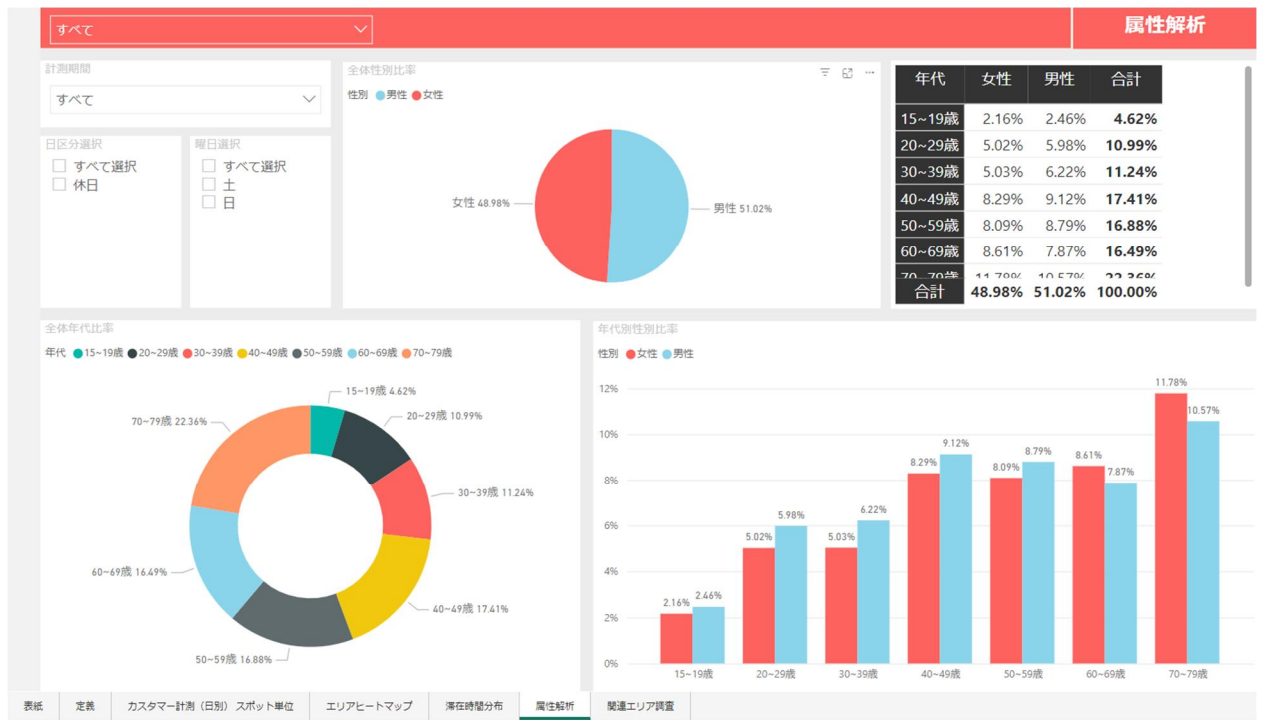 すべて
属性解析
計測期間
すべて
日区分選択
すべて選択
休日
曜日選択
すべて選択
土
日
全体性別比率
性別 男性 女性
女性 48.98%
男性 51.02%
年代 女性 男性 合計
15~19歳 2.16% 2.46% 4.62%
20~29歳 5.02% 5.98% 10.99%
30~39歳 5.03% 6.22% 11.24%
40~49歳 8.29% 9.12% 17.41%
50~59歳 8.09% 8.79% 16.88%
60~69歳 8.61% 7.87% 16.49%
70~79歳 11.78% 10.57% 22.36%
合計 48.98% 51.02% 100.00%
全体年代比率
年代 15~19歳 20~29歳 30~39歳 40~49歳 50~59歳 60~69歳 70~79歳
15~19歳 4.62%
20~29歳 10.99%
70~79歳 22.36%
30~39歳 11.24%
60~69歳 16.49%
40~49歳 17.41%
50~59歳 16.88%
年代別性別比率
性別 女性 男性
12%
10%
8%
6%
4%
2%
0%
2.16% 2.46%
5.02% 5.98%
5.03% 6.22%
8.29% 9.12%
8.09% 8.79%
8.61% 7.87%
11.78% 10.57%
15~19歳 20~29歳 30~39歳 40~49歳 50~59歳 60~69歳 70~79歳
表紙 定義 カスタマー計測（日別）スポット単位 エリアヒートマップ 滞在時間分布 属性解析 関連エリア調査